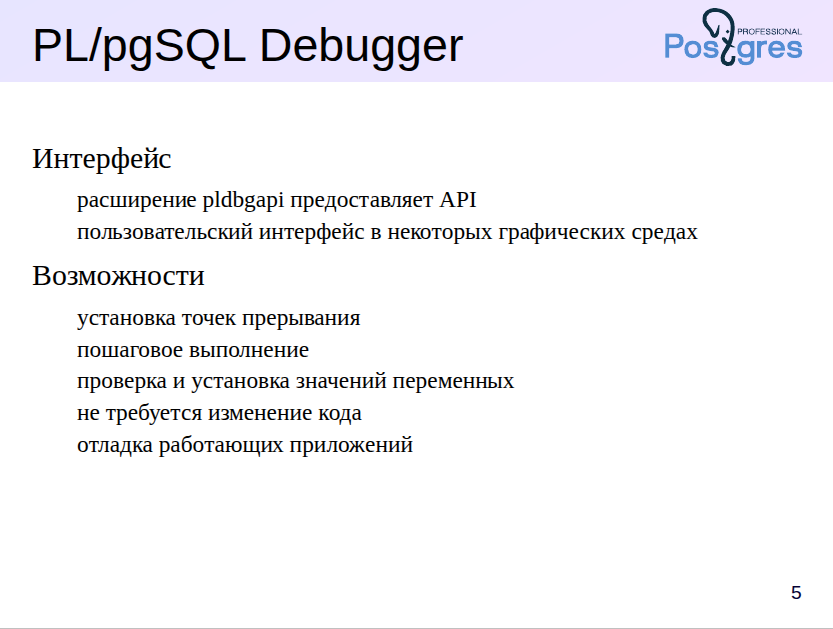 PL/pgSQL Debugger
PROFESSIONAL
Postgres
Интерфейс
расширение pldbgapi предоставляет API
пользовательский интерфейс в некоторых графических средах
Возможности
установка точек прерывания
пошаговое выполнение
проверка и установка значений переменных
не требуется изменение кода
отладка работающих приложений
5